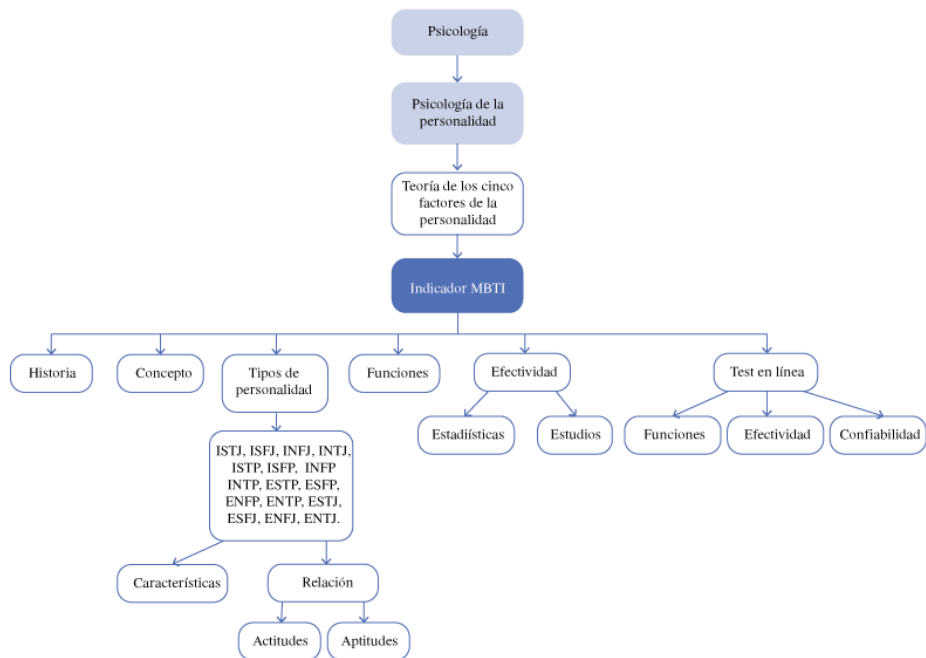 Psicología
Psicología de la
personalidad
Teoría de los cinco
factores de la
personalidad
Indicador MBTI
Historia
Concepto
Tipos de
personalidad
Funciones
Efectividad
Test en línea
Estadiísticas
Estudios
Funciones
Efectividad
Confiabilidad
ISTJ, ISFJ, INFJ, INTJ,
ISTP, ISFP, INFP
INTP, ESTP, ESFP,
ENFP, ENTP, ESTJ,
ESFJ, ENFJ, ENTJ.
Características
Relación
Actitudes
Aptitudes